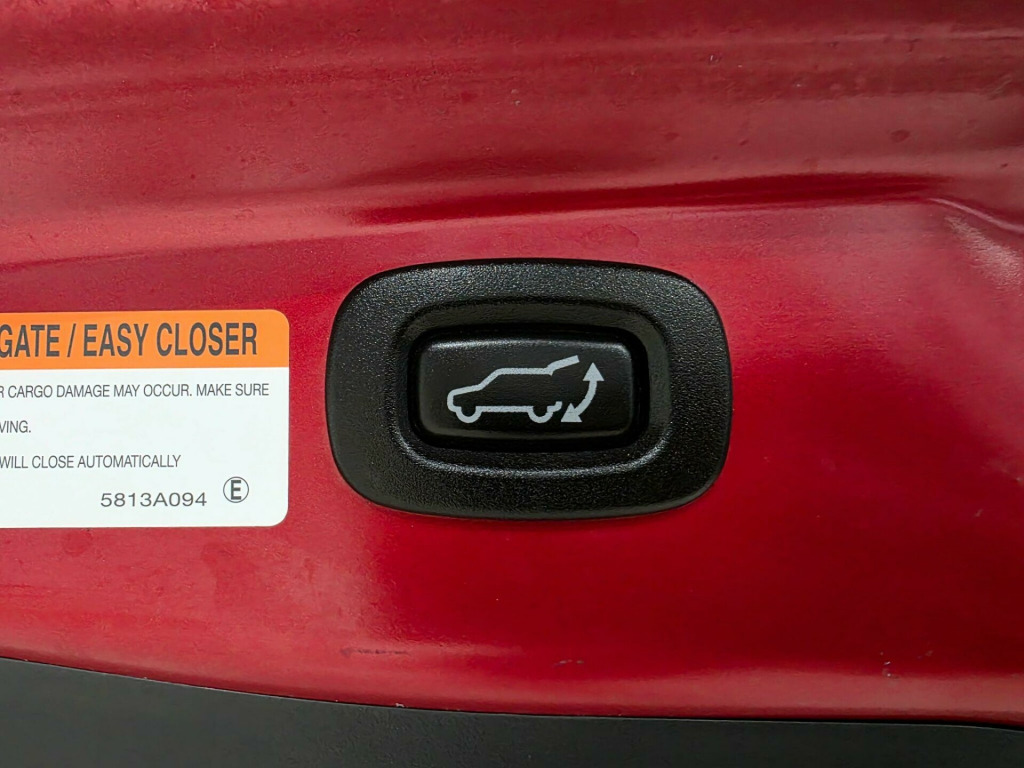 GATE / EASY CLOSER
R CARGO DAMAGE MAY OCCUR. MAKE SURE
VING.
WILL CLOSE AUTOMATICALLY
5813A094 E